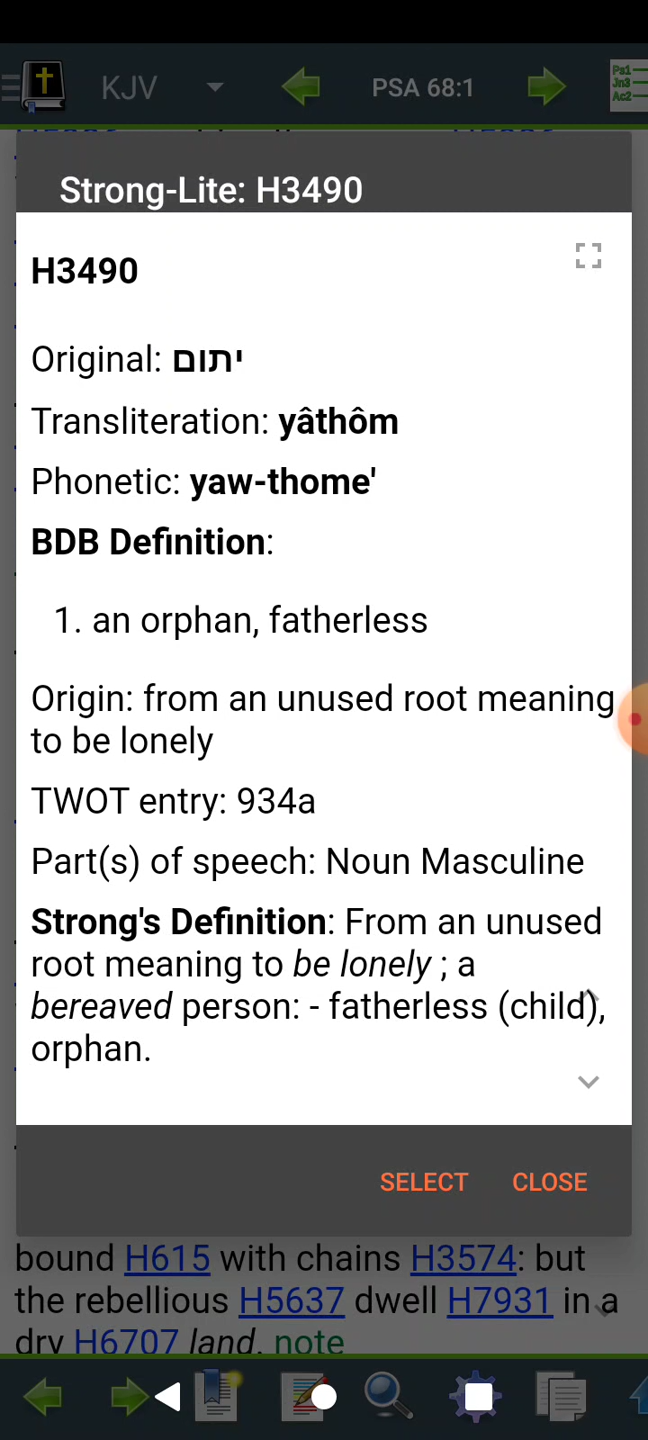 KJV
PSA 68:1
Ps1
Jn3
Ac2
Strong-Lite: H3490
H3490
Original: יתום
Transliteration: yâthôm
Phonetic: yaw-thome'
BDB Definition:
1. an orphan, fatherless
Origin: from an unused root meaning
to be lonely
TWOT entry: 934a
Part(s) of speech: Noun Masculine
Strong's Definition: From an unused
root meaning to be lonely ; a
bereaved person: - fatherless (child),
orphan.
SELECT
CLOSE
bound H615 with chains H3574: but
the rebellious H5637 dwell H7931 in a
dry H6707 land. note